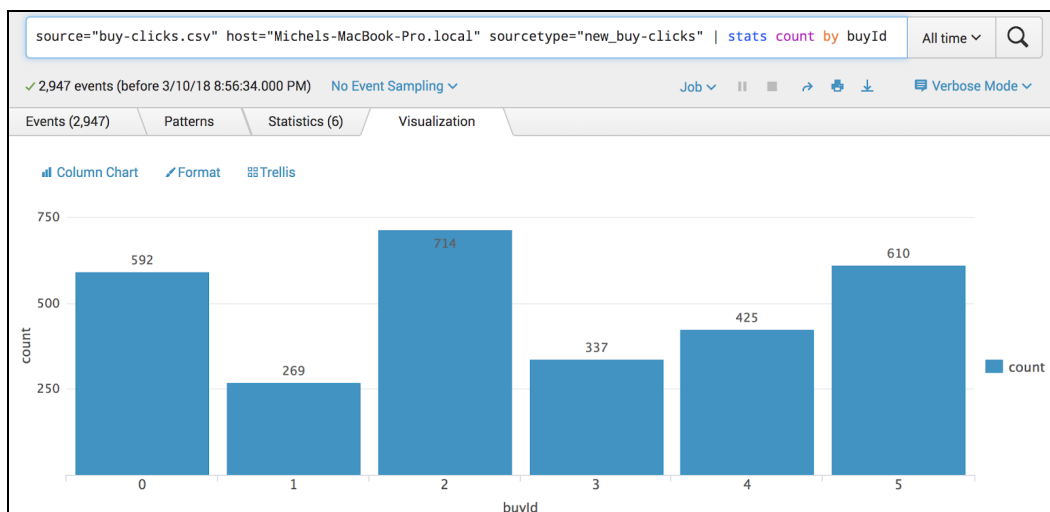 source="buy-clicks.csv" host="Michels-MacBook-Pro.local" sourcetype="new_buy-clicks" | stats count by buyId All time
2,947 events (before 3/10/18 8:56:34.000 PM) No Event Sampling Job Verbose Mode
Events (2,947) Patterns Statistics (6) Visualization
Column Chart Format Trellis
750
714
610
592
500
425
337
269
250
count
count
0 1 2 3 4 5
buyId